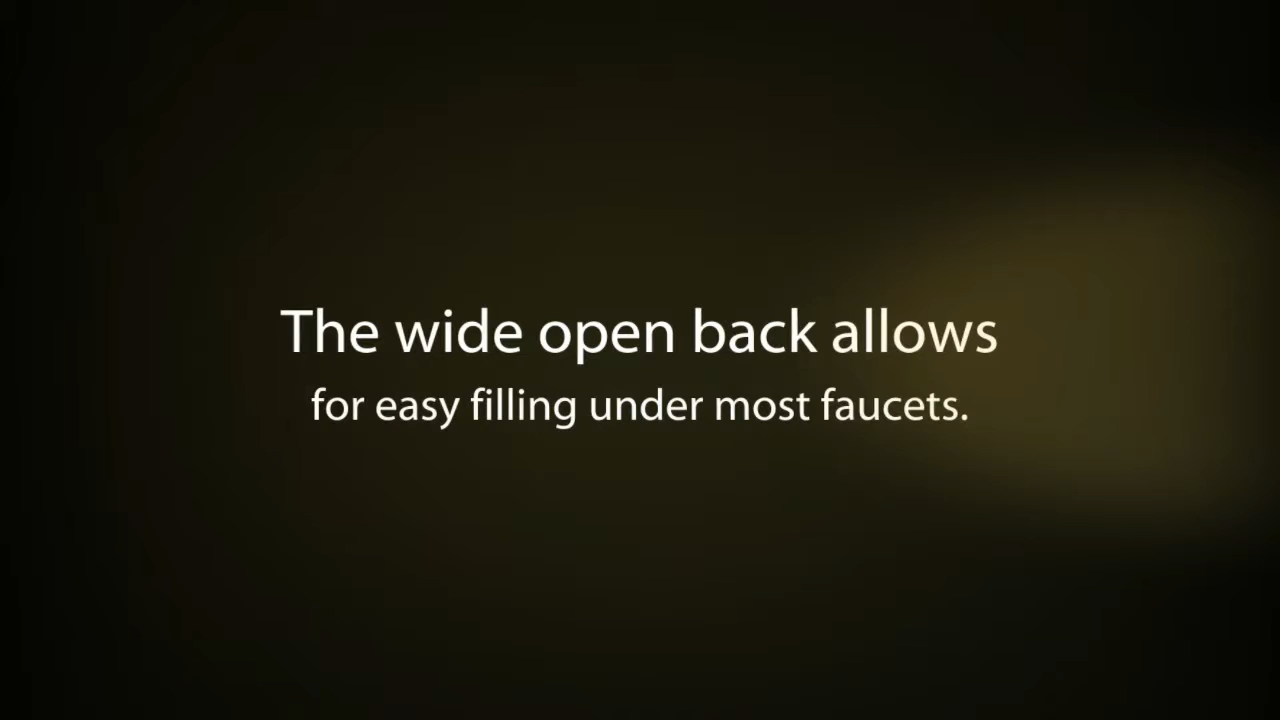 The wide open back allows
for easy filling under most faucets.